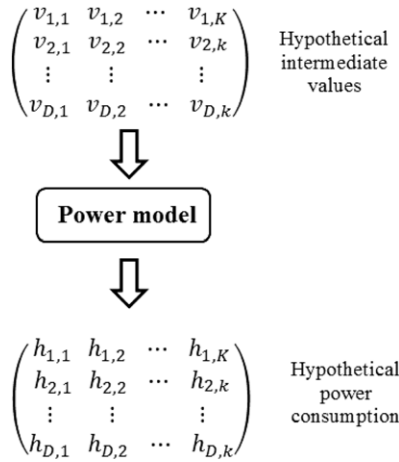 v1,1 v1,2 ⋯ v1,K
v2,1 v2,2 ⋯ v2,k
⋮ ⋮ ⋮
vD,1 vD,2 ⋯ vD,k
Hypothetical
intermediate
values
Power model
h1,1 h1,2 ⋯ h1,K
h2,1 h2,2 ⋯ h2,k
⋮ ⋮ ⋮
hD,1 hD,2 ⋯ hD,k
Hypothetical
power
consumption